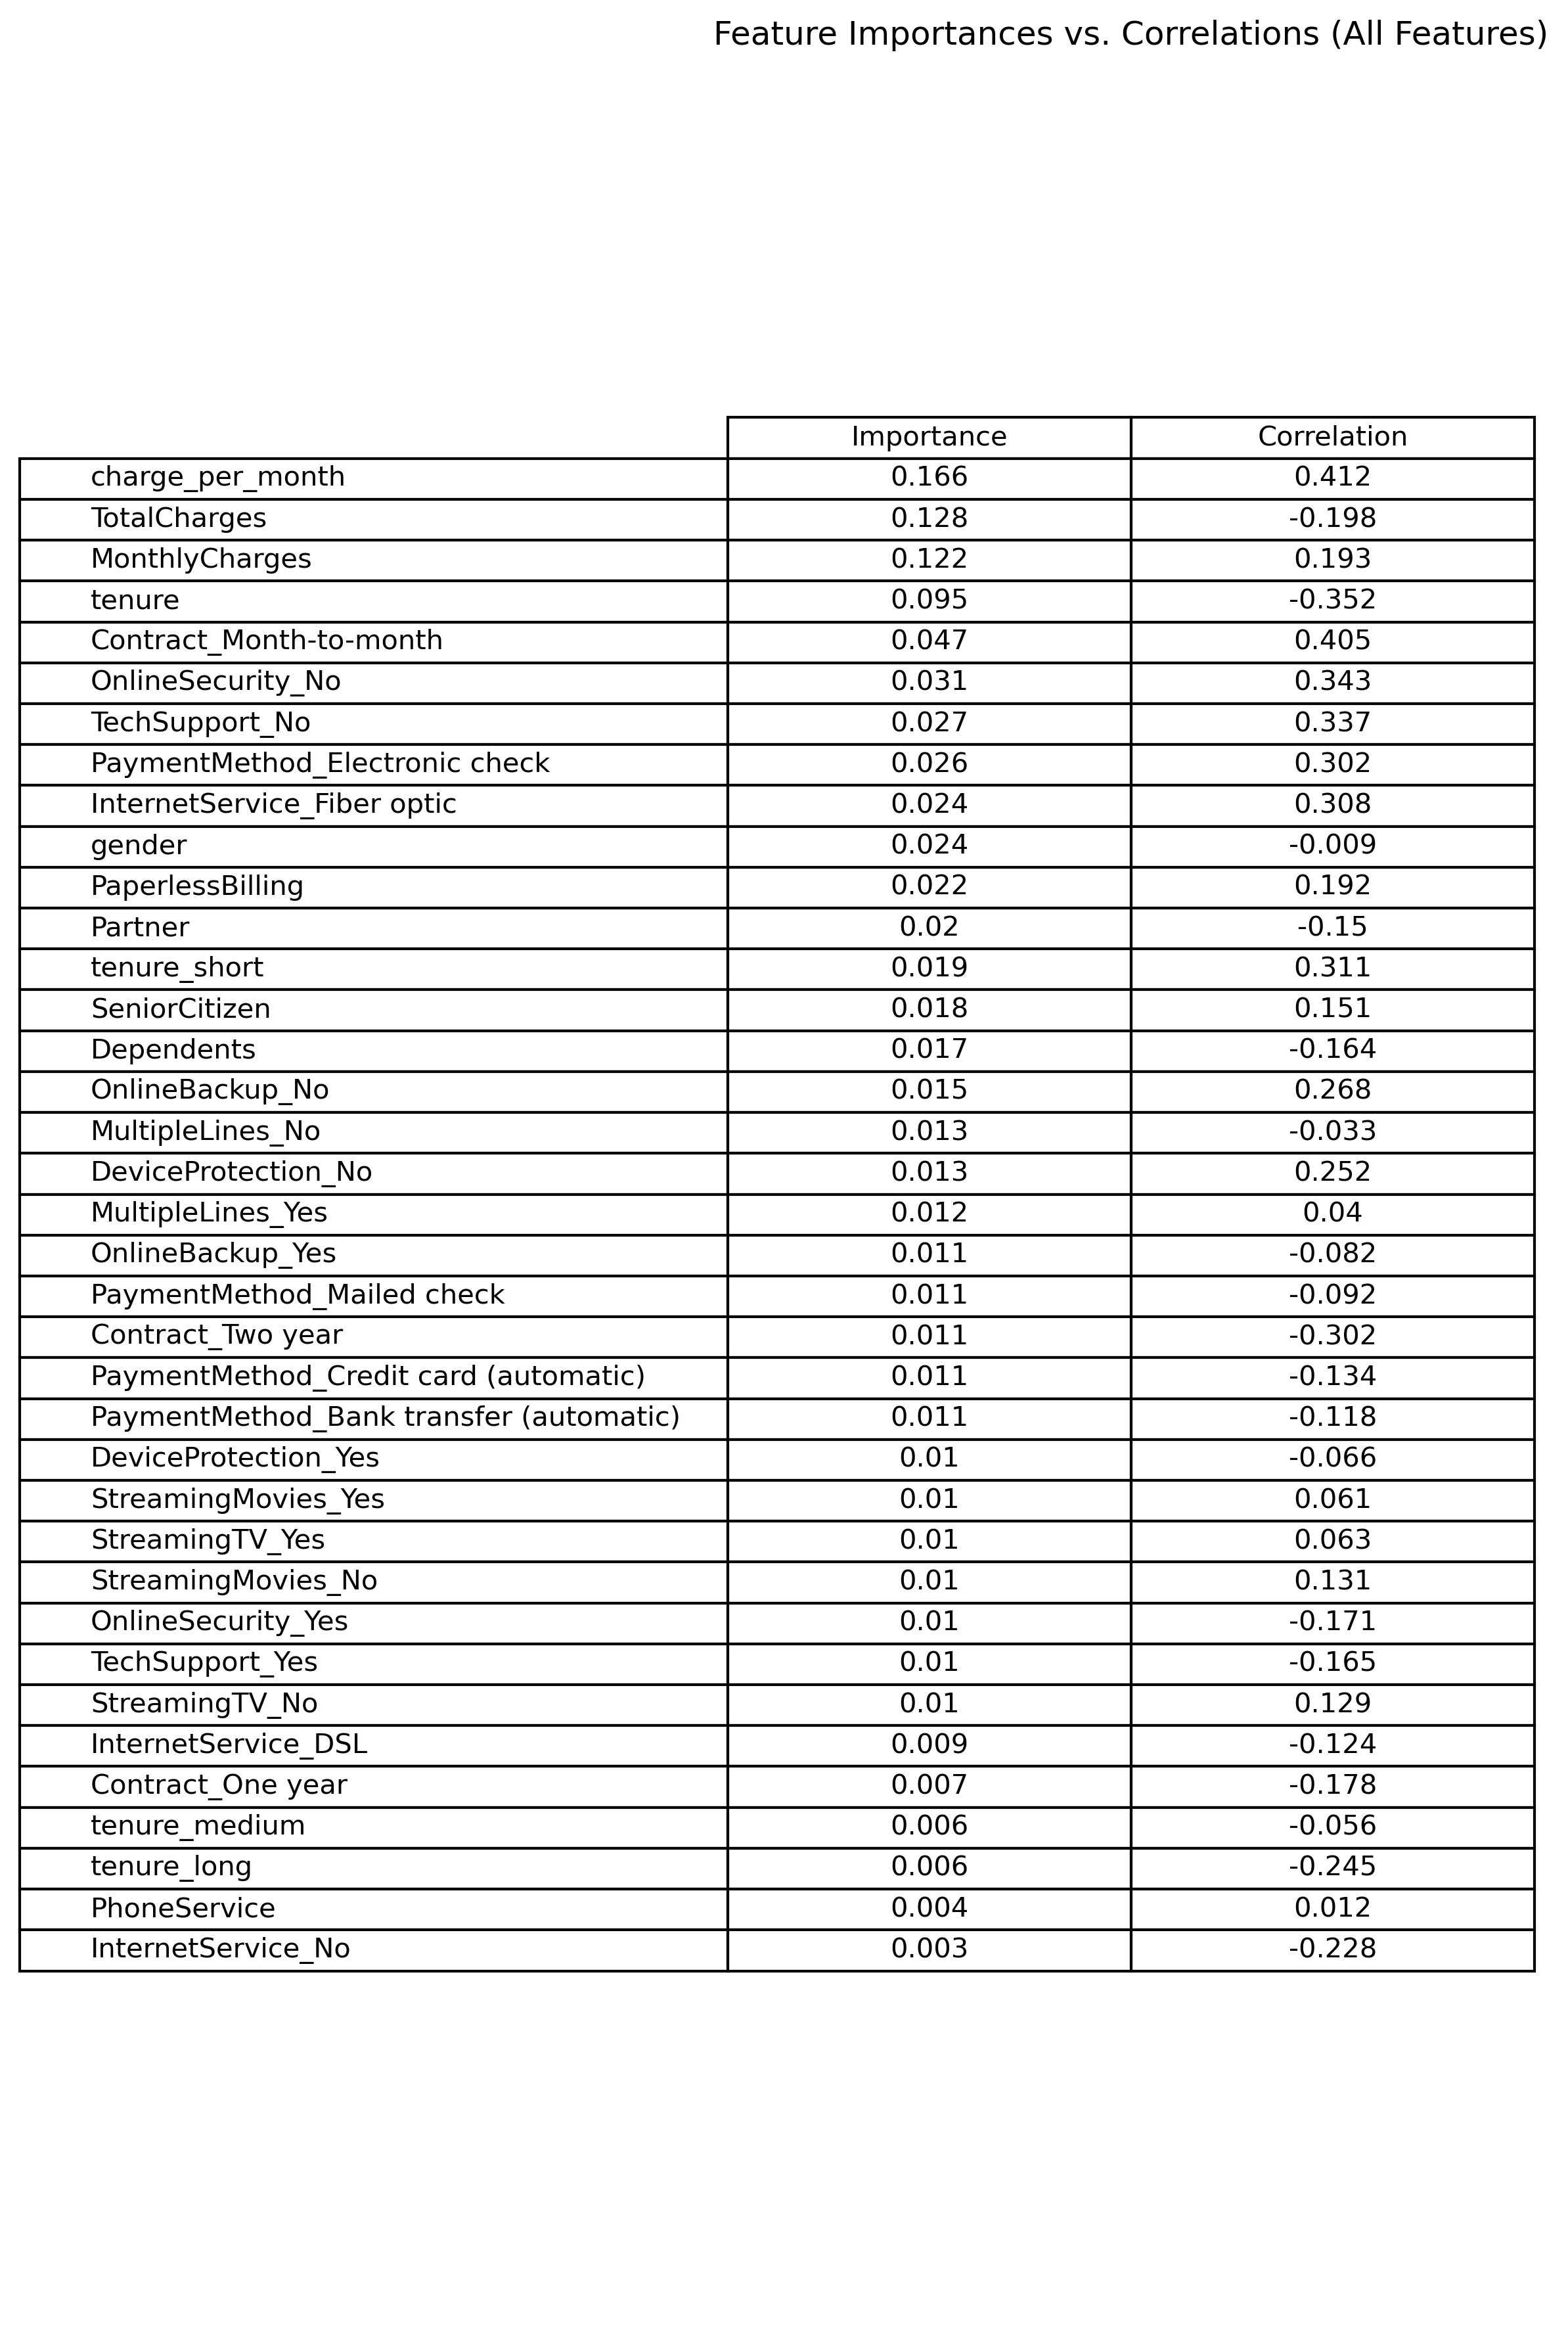 Feature Importances vs. Correlations (All Features)
Importance Correlation
charge_per_month 0.166 0.412
TotalCharges 0.128 -0.198
MonthlyCharges 0.122 0.193
tenure 0.095 -0.352
Contract_Month-to-month 0.047 0.405
OnlineSecurity_No 0.031 0.343
TechSupport_No 0.027 0.337
PaymentMethod_Electronic check 0.026 0.302
InternetService_Fiber optic 0.024 0.308
gender 0.024 -0.009
PaperlessBilling 0.022 0.192
Partner 0.02 -0.15
tenure_short 0.019 0.311
SeniorCitizen 0.018 0.151
Dependents 0.017 -0.164
OnlineBackup_No 0.015 0.268
MultipleLines_No 0.013 -0.033
DeviceProtection_No 0.013 0.252
MultipleLines_Yes 0.012 0.04
OnlineBackup_Yes 0.011 -0.082
PaymentMethod_Mailed check 0.011 -0.092
Contract_Two year 0.011 -0.302
PaymentMethod_Credit card (automatic) 0.011 -0.134
PaymentMethod_Bank transfer (automatic) 0.011 -0.118
DeviceProtection_Yes 0.01 -0.066
StreamingMovies_Yes 0.01 0.061
StreamingTV_Yes 0.01 0.063
StreamingMovies_No 0.01 0.131
OnlineSecurity_Yes 0.01 -0.171
TechSupport_Yes 0.01 -0.165
StreamingTV_No 0.01 0.129
InternetService_DSL 0.009 -0.124
Contract_One year 0.007 -0.178
tenure_medium 0.006 -0.056
tenure_long 0.006 -0.245
PhoneService 0.004 0.012
InternetService_No 0.003 -0.228